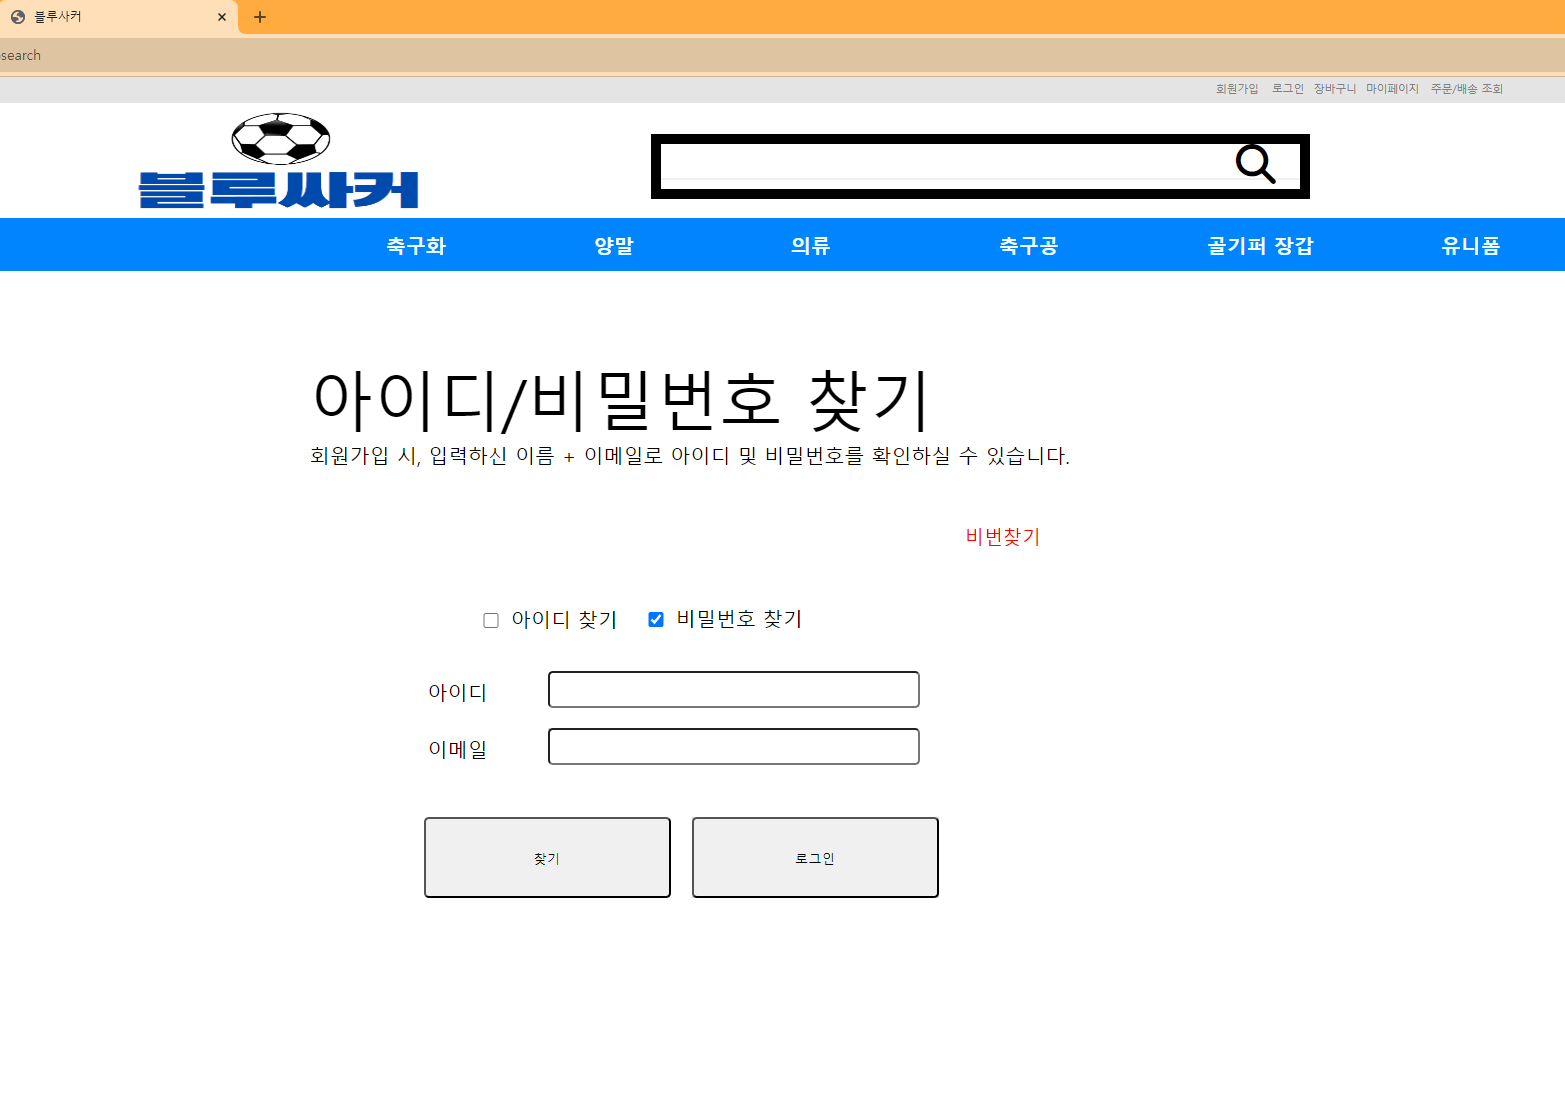 블루사커
search
회원가입 로그인 장바구니 마이페이지 주문/배송 조회
블루싸커
축구화 양말 의류 축구공 골기퍼 장갑 유니폼
아이디/비밀번호 찾기
회원가입 시, 입력하신 이름 + 이메일로 아이디 및 비밀번호를 확인하실 수 있습니다.
비번찾기
아이디 찾기 비밀번호 찾기
아이디
이메일
찾기 로그인